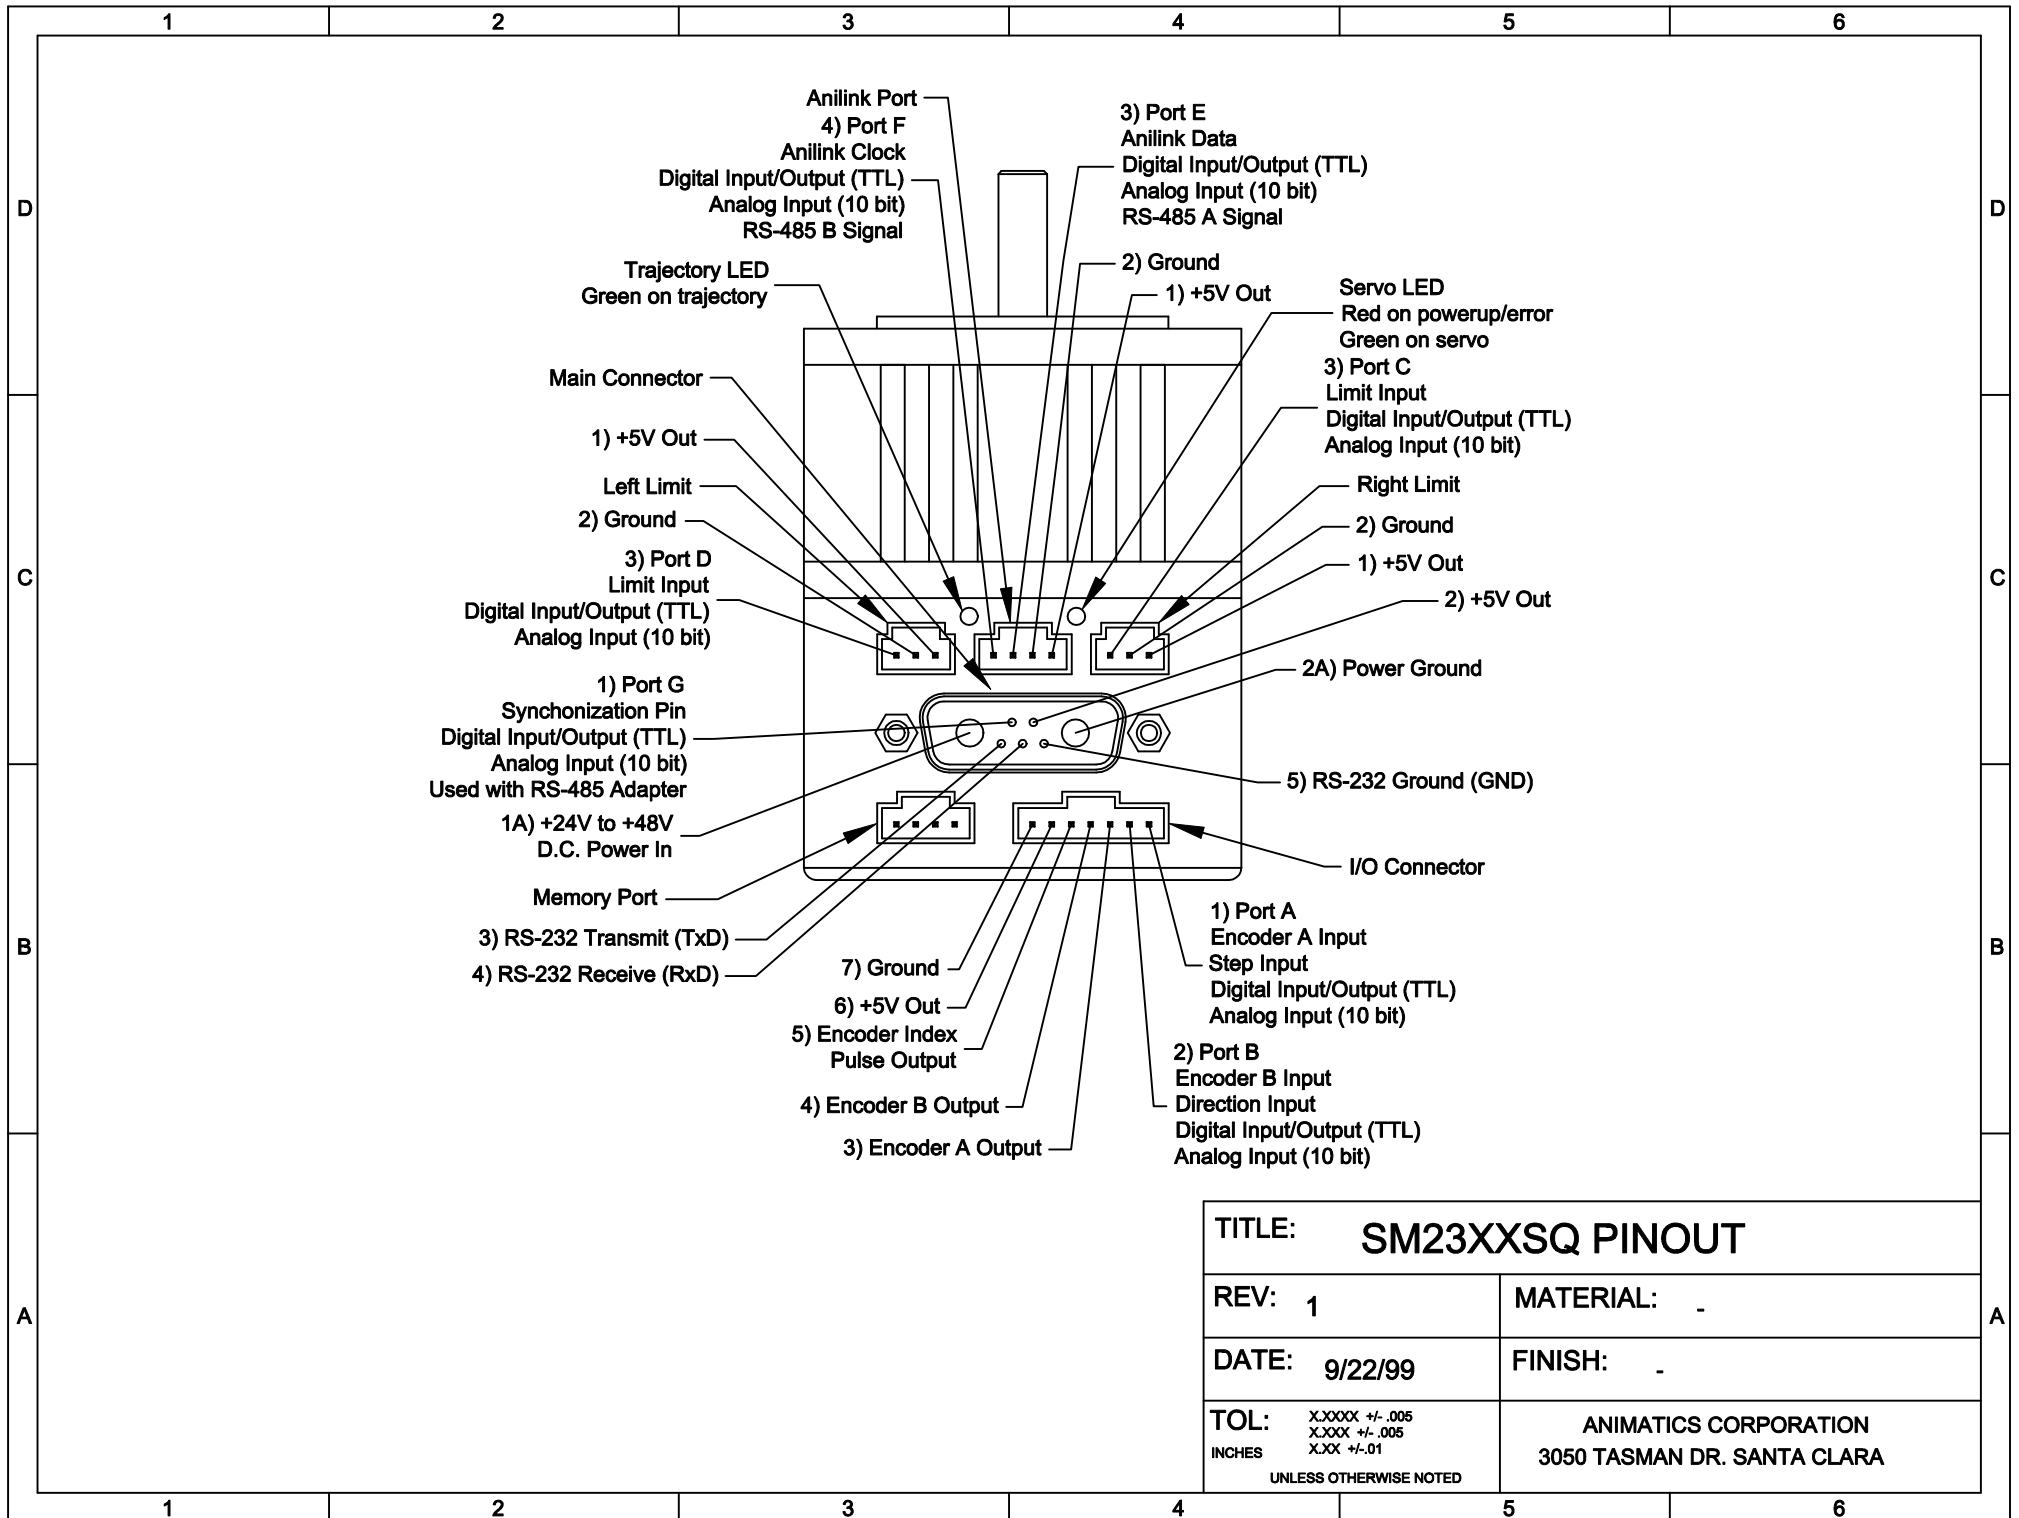 1 2 3 4 5 6
Anilink Port
4) Port F
Anilink Clock
Digital Input/Output (TTL)
Analog Input (10 bit)
RS-485 B Signal
3) Port E
Anilink Data
Digital Input/Output (TTL)
Analog Input (10 bit)
RS-485 A Signal
D
D
2) Ground
1) +5V Out
Trajectory LED
Green on trajectory
Servo LED
Red on powerup/error
Green on servo
Main Connector
3) Port C
Limit Input
Digital Input/Output (TTL)
Analog Input (10 bit)
1) +5V Out
Left Limit
2) Ground
Right Limit
2) Ground
1) +5V Out
2) +5V Out
3) Port D
Limit Input
Digital Input/Output (TTL)
Analog Input (10 bit)
C
C
2A) Power Ground
1) Port G
Synchonization Pin
Digital Input/Output (TTL)
Analog Input (10 bit)
Used with RS-485 Adapter
5) RS-232 Ground (GND)
1A) +24V to +48V
D.C. Power In
I/O Connector
Memory Port
3) RS-232 Transmit (TxD)
4) RS-232 Receive (RxD)
B
B
1) Port A
Encoder A Input
Step Input
Digital Input/Output (TTL)
Analog Input (10 bit)
7) Ground
6) +5V Out
5) Encoder Index
Pulse Output
4) Encoder B Output
3) Encoder A Output
2) Port B
Encoder B Input
Direction Input
Digital Input/Output (TTL)
Analog Input (10 bit)
TITLE: SM23XXSQ PINOUT
REV: 1
MATERIAL: -
A
A
DATE: 9/22/99
FINISH: -
TOL: X.XXXX +/- .005
X.XXX +/- .005
INCHES X.XX +/-.01
UNLESS OTHERWISE NOTED
ANIMATICS CORPORATION
3050 TASMAN DR. SANTA CLARA
1 2 3 4 5 6